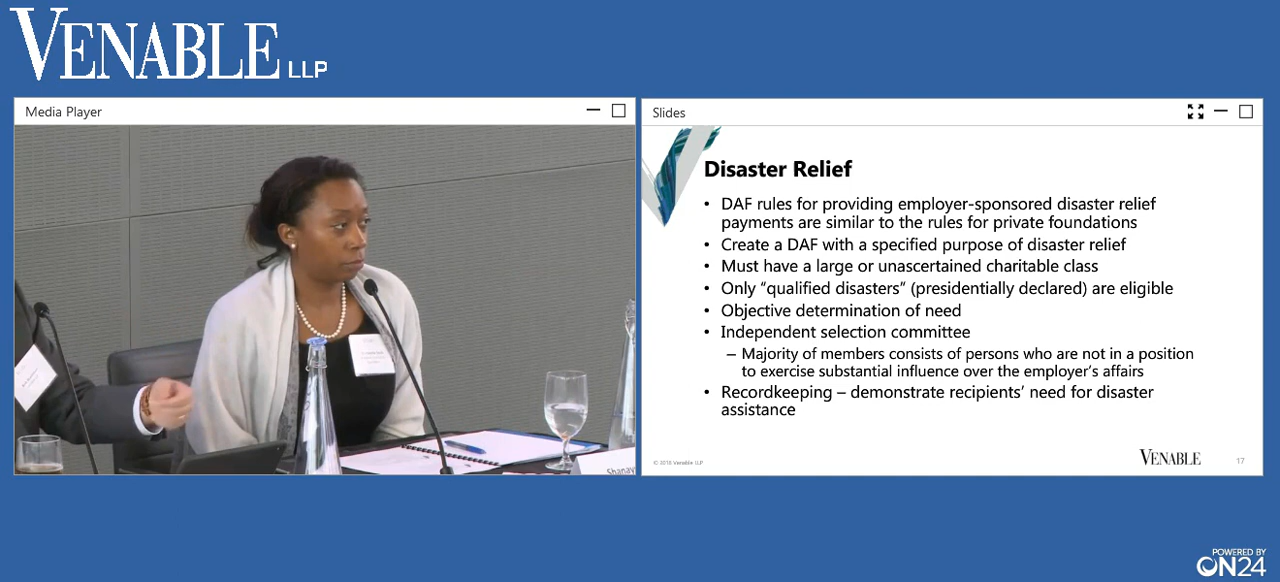 VENABLE LLP
Media Player
Slides
Disaster Relief
• DAF rules for providing employer-sponsored disaster relief
payments are similar to the rules for private foundations
• Create a DAF with a specified purpose of disaster relief
• Must have a large or unascertained charitable class
• Only “qualified disasters” (presidentially declared) are eligible
• Objective determination of need
• Independent selection committee
– Majority of members consists of persons who are not in a position
to exercise substantial influence over the employer’s affairs
• Recordkeeping – demonstrate recipients’ need for disaster
assistance
© 2018 Venable LLP
VENABLE
17
POWERED BY
ON24